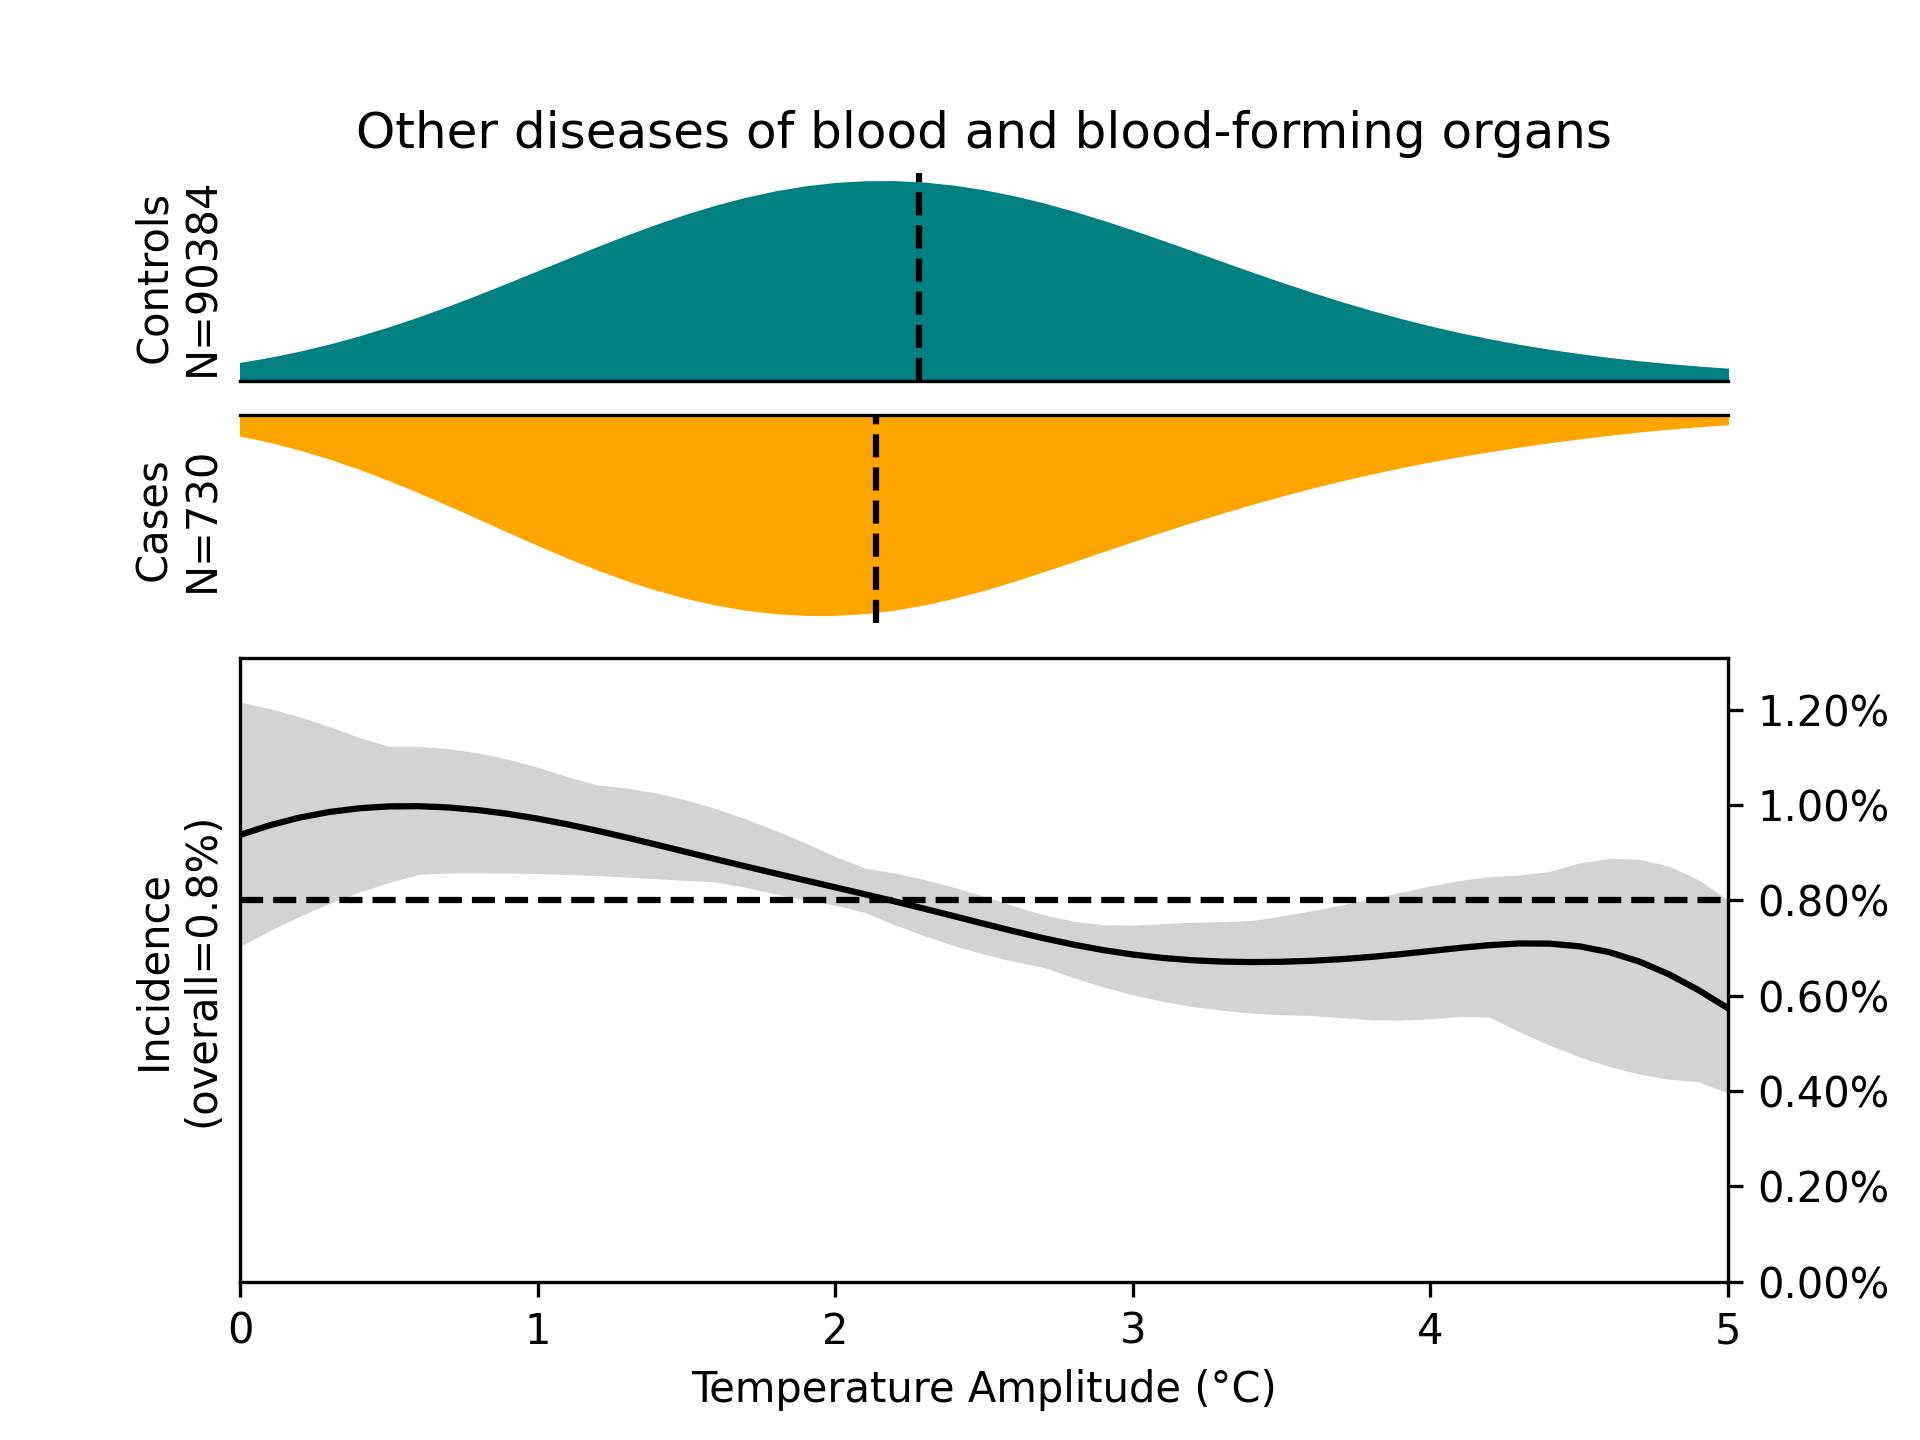 Other diseases of blood and blood-forming organs
Controls
N=90384
Cases
N=730
Incidence
(overall=0.8%)
1.20%
1.00%
0.80%
0.60%
0.40%
0.20%
0.00%
0 1 2 3 4 5
Temperature Amplitude (°C)